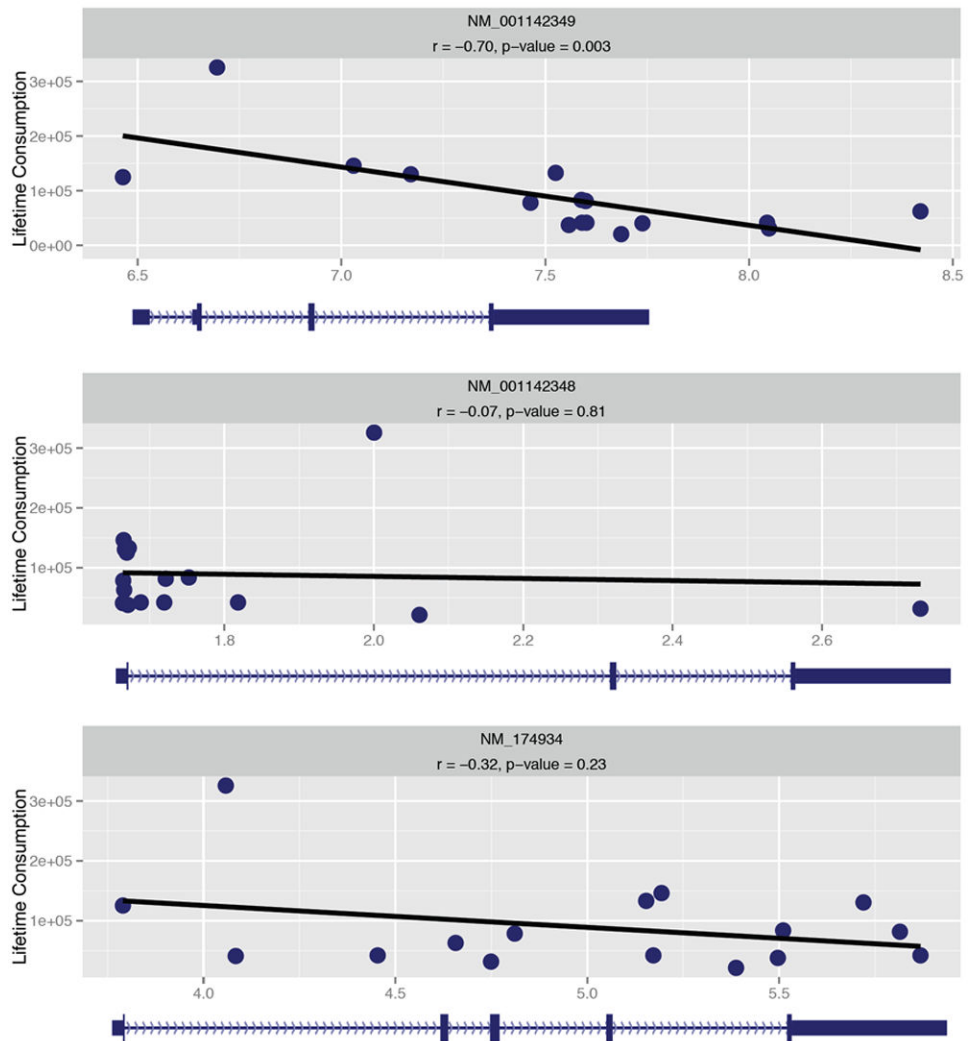 NM_001142349
r = −0.70, p−value = 0.003
Lifetime Consumption
3e+05
2e+05
1e+05
0e+00
6.5 7.0 7.5 8.0 8.5
NM_001142348
r = −0.07, p−value = 0.81
Lifetime Consumption
3e+05
2e+05
1e+05
1.8 2.0 2.2 2.4 2.6
NM_174934
r = −0.32, p−value = 0.23
Lifetime Consumption
3e+05
2e+05
1e+05
4.0 4.5 5.0 5.5